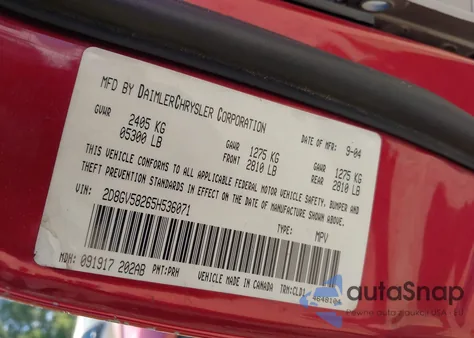 MFD BY DAIMLERCHRYSLER CORPORATION
DATE OF MFR: 9-04
GVWR 2405 KG 05300 LB
GAWR FRONT 1275 KG 2810 LB
GAWR REAR 1275 KG 2810 LB
THIS VEHICLE CONFORMS TO ALL APPLICABLE FEDERAL MOTOR VEHICLE SAFETY, BUMPER AND
THEFT PREVENTION STANDARDS IN EFFECT ON THE DATE OF MANUFACTURE SHOWN ABOVE.
VIN: 2D8GV58265H536071
TYPE: MPV
MDH: 091917 202AB PNT:PRH VEHICLE MADE IN CANADA TRM:CLD1
autoSnap